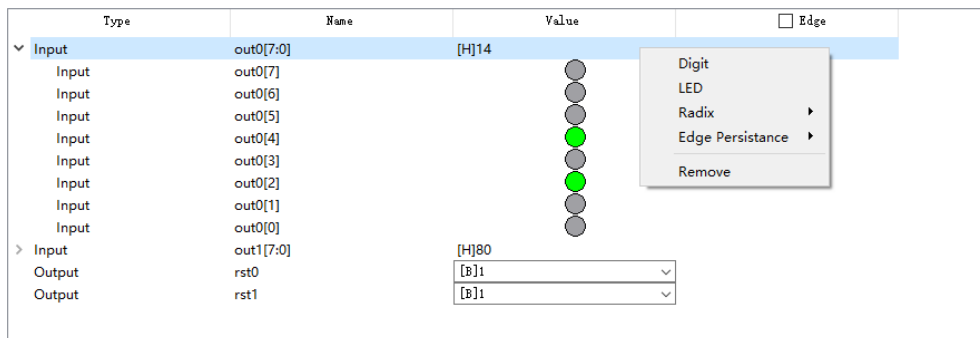 Type Name Value Edge
Input out0[7:0] [H]14
Input out0[7]
Input out0[6]
Input out0[5]
Input out0[4]
Input out0[3]
Input out0[2]
Input out0[1]
Input out0[0]
Input out1[7:0] [H]80
Output rst0 [B]1
Output rst1 [B]1
Digit
LED
Radix
Edge Persistance
Remove